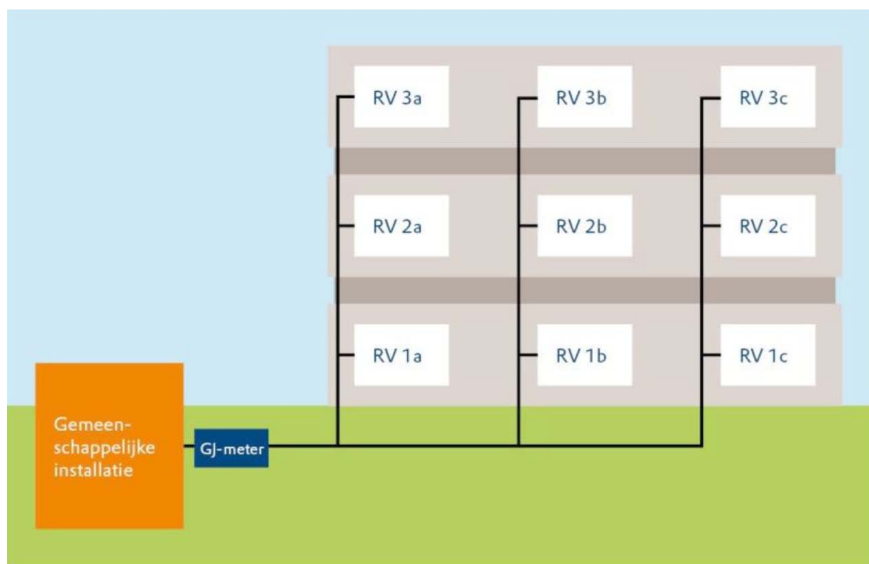 RV 3a
RV 3b
RV 3c
RV 2a
RV 2b
RV 2c
RV 1a
RV 1b
RV 1c
Gemeen-
schappelijke
installatie
GJ-meter